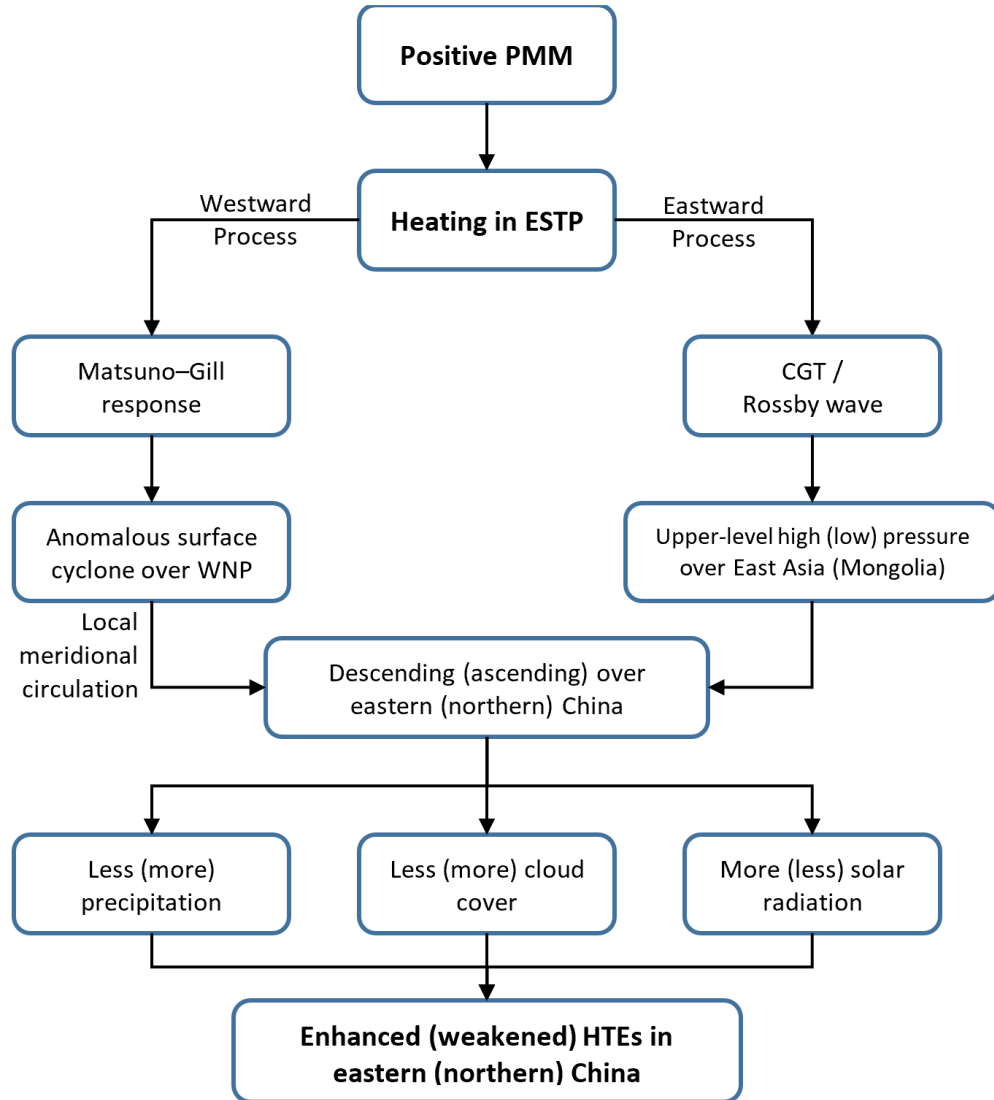 Positive PMM
Westward
Process
Heating in ESTP
Eastward
Process
Matsuno–Gill
response
CGT /
Rossby wave
Anomalous surface
cyclone over WNP
Upper-level high (low) pressure
over East Asia (Mongolia)
Local
meridional
circulation
Descending (ascending) over
eastern (northern) China
Less (more)
precipitation
Less (more) cloud
cover
More (less) solar
radiation
Enhanced (weakened) HTEs in
eastern (northern) China